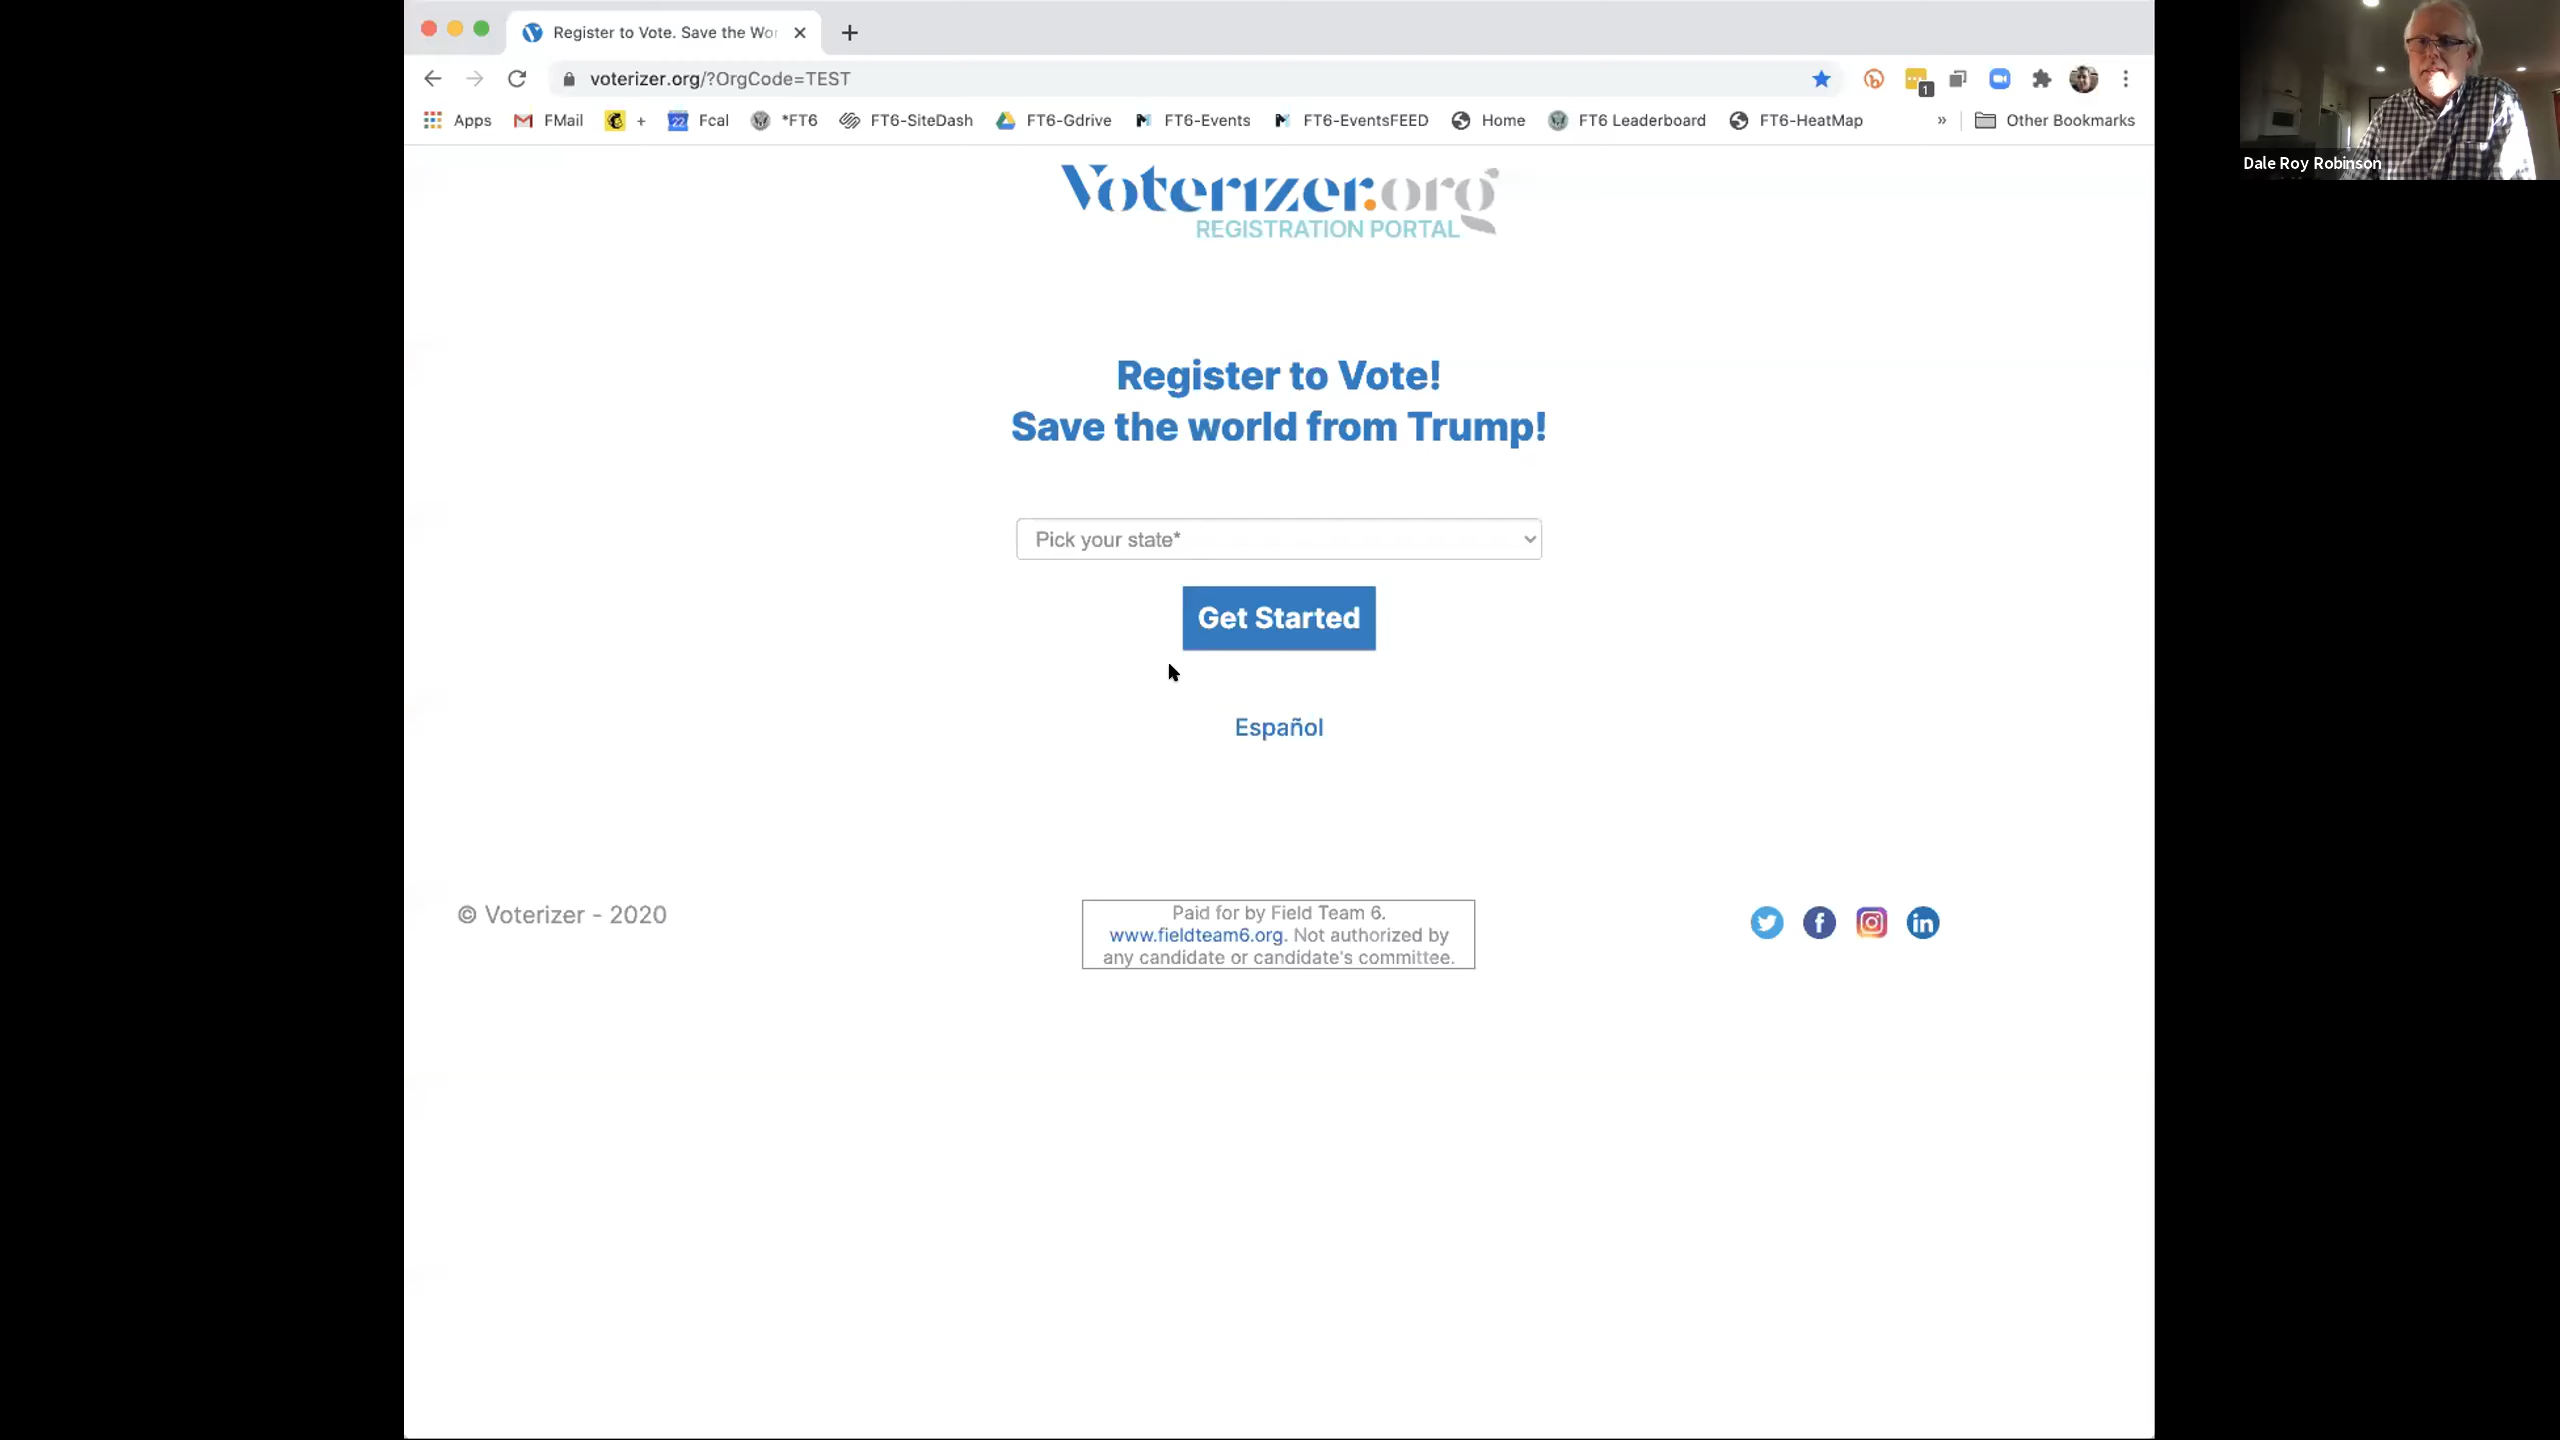 Register to Vote. Save the Wor
voterizer.org/?OrgCode=TEST
1
Apps FMail + 22 Fcal *FT6 FT6-SiteDash FT6-Gdrive FT6-Events FT6-EventsFEED Home FT6 Leaderboard FT6-HeatMap » Other Bookmarks
Dale Roy Robinson
Voterizer.org
REGISTRATION PORTAL
Register to Vote!
Save the world from Trump!
Pick your state*
Get Started
Español
© Voterizer - 2020
Paid for by Field Team 6.
www.fieldteam6.org. Not authorized by
any candidate or candidate's committee.